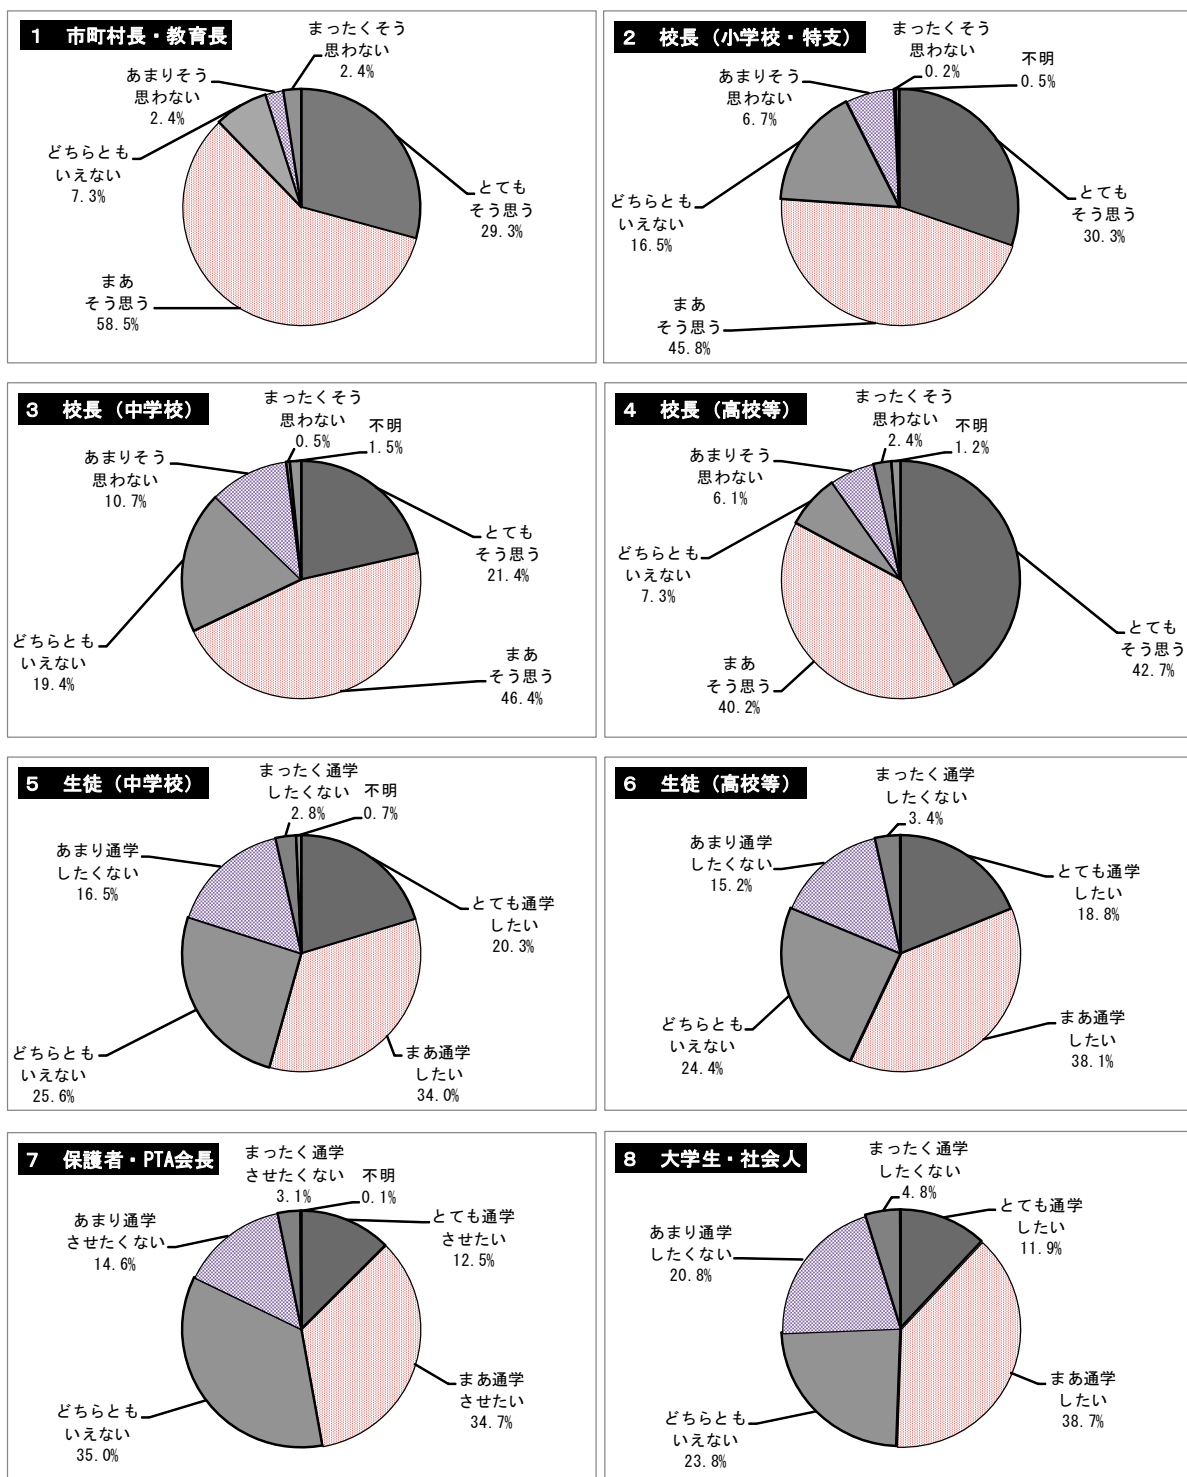 1 市町村長・教育長
まったくそう
思わない
2.4%
あまりそう
思わない
2.4%
どちらとも
いえない
7.3%
とても
そう思う
29.3%
まあ
そう思う
58.5%
2 校長（小学校・特支）
まったくそう
思わない
0.2%
不明
0.5%
あまりそう
思わない
6.7%
どちらとも
いえない
16.5%
とても
そう思う
30.3%
まあ
そう思う
45.8%
3 校長（中学校）
まったくそう
思わない
0.5%
不明
1.5%
あまりそう
思わない
10.7%
とても
そう思う
21.4%
どちらとも
いえない
19.4%
まあ
そう思う
46.4%
4 校長（高校等）
まったくそう
思わない
2.4%
不明
1.2%
あまりそう
思わない
6.1%
どちらとも
いえない
7.3%
とても
そう思う
42.7%
まあ
そう思う
40.2%
5 生徒（中学校）
まったく通学
したくない
2.8%
不明
0.7%
あまり通学
したくない
16.5%
とても通学
したい
20.3%
どちらとも
いえない
25.6%
まあ通学
したい
34.0%
6 生徒（高校等）
まったく通学
したくない
3.4%
あまり通学
したくない
15.2%
とても通学
したい
18.8%
どちらとも
いえない
24.4%
まあ通学
したい
38.1%
7 保護者・PTA会長
まったく通学
させたくない
3.1%
不明
0.1%
あまり通学
させたくない
14.6%
とても通学
させたい
12.5%
どちらとも
いえない
35.0%
まあ通学
させたい
34.7%
8 大学生・社会人
まったく通学
したくない
4.8%
とても通学
したい
11.9%
あまり通学
したくない
20.8%
まあ通学
したい
38.7%
どちらとも
いえない
23.8%